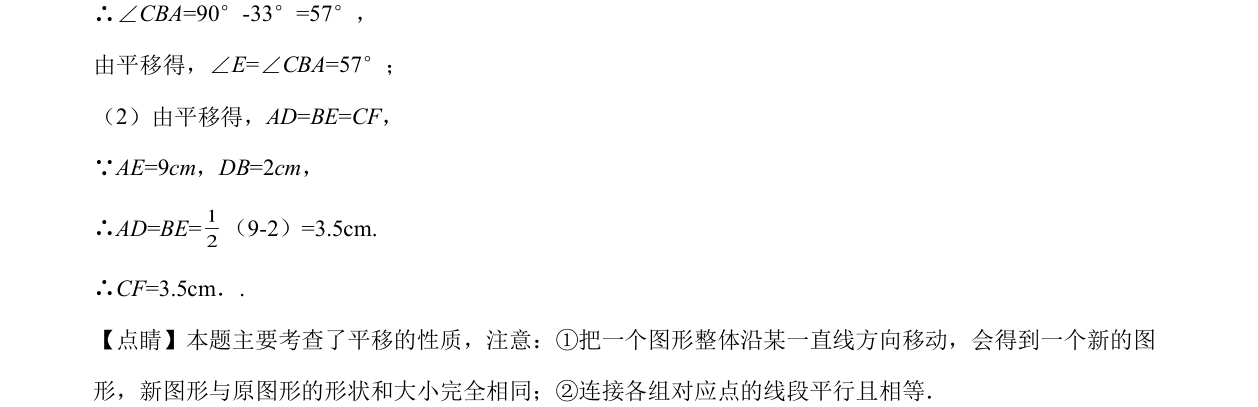 ∴∠CBA=90°-33°=57°，
由平移得，∠E=∠CBA=57°；
（2）由平移得，AD=BE=CF，
∵AE=9cm，DB=2cm，
∴AD=BE=1/2（9-2）=3.5cm.
∴CF=3.5cm．.
【点睛】本题主要考查了平移的性质，注意：①把一个图形整体沿某一直线方向移动，会得到一个新的图
形，新图形与原图形的形状和大小完全相同；②连接各组对应点的线段平行且相等．